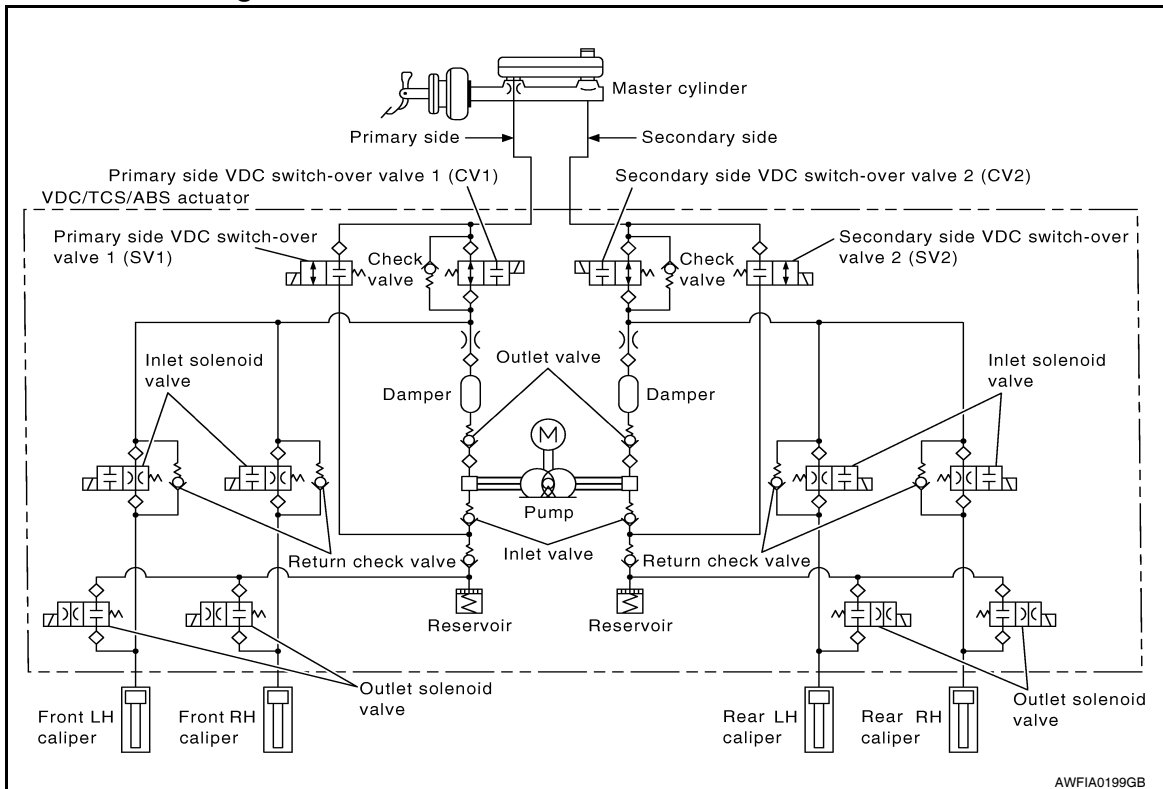 Master cylinder
Primary side
Secondary side
Primary side VDC switch-over valve 1 (CV1)
Secondary side VDC switch-over valve 2 (CV2)
VDC/TCS/ABS actuator
Primary side VDC switch-over
valve 1 (SV1)
Check
valve
Check
valve
Secondary side VDC switch-over
valve 2 (SV2)
Inlet solenoid
valve
Outlet valve
Inlet solenoid
valve
Damper
Damper
M
Pump
Return check valve
Inlet valve
Return check valve
Reservoir
Reservoir
Outlet solenoid
valve
Outlet solenoid
valve
Front LH
caliper
Front RH
caliper
Rear LH
caliper
Rear RH
caliper
AWFIA0199GB